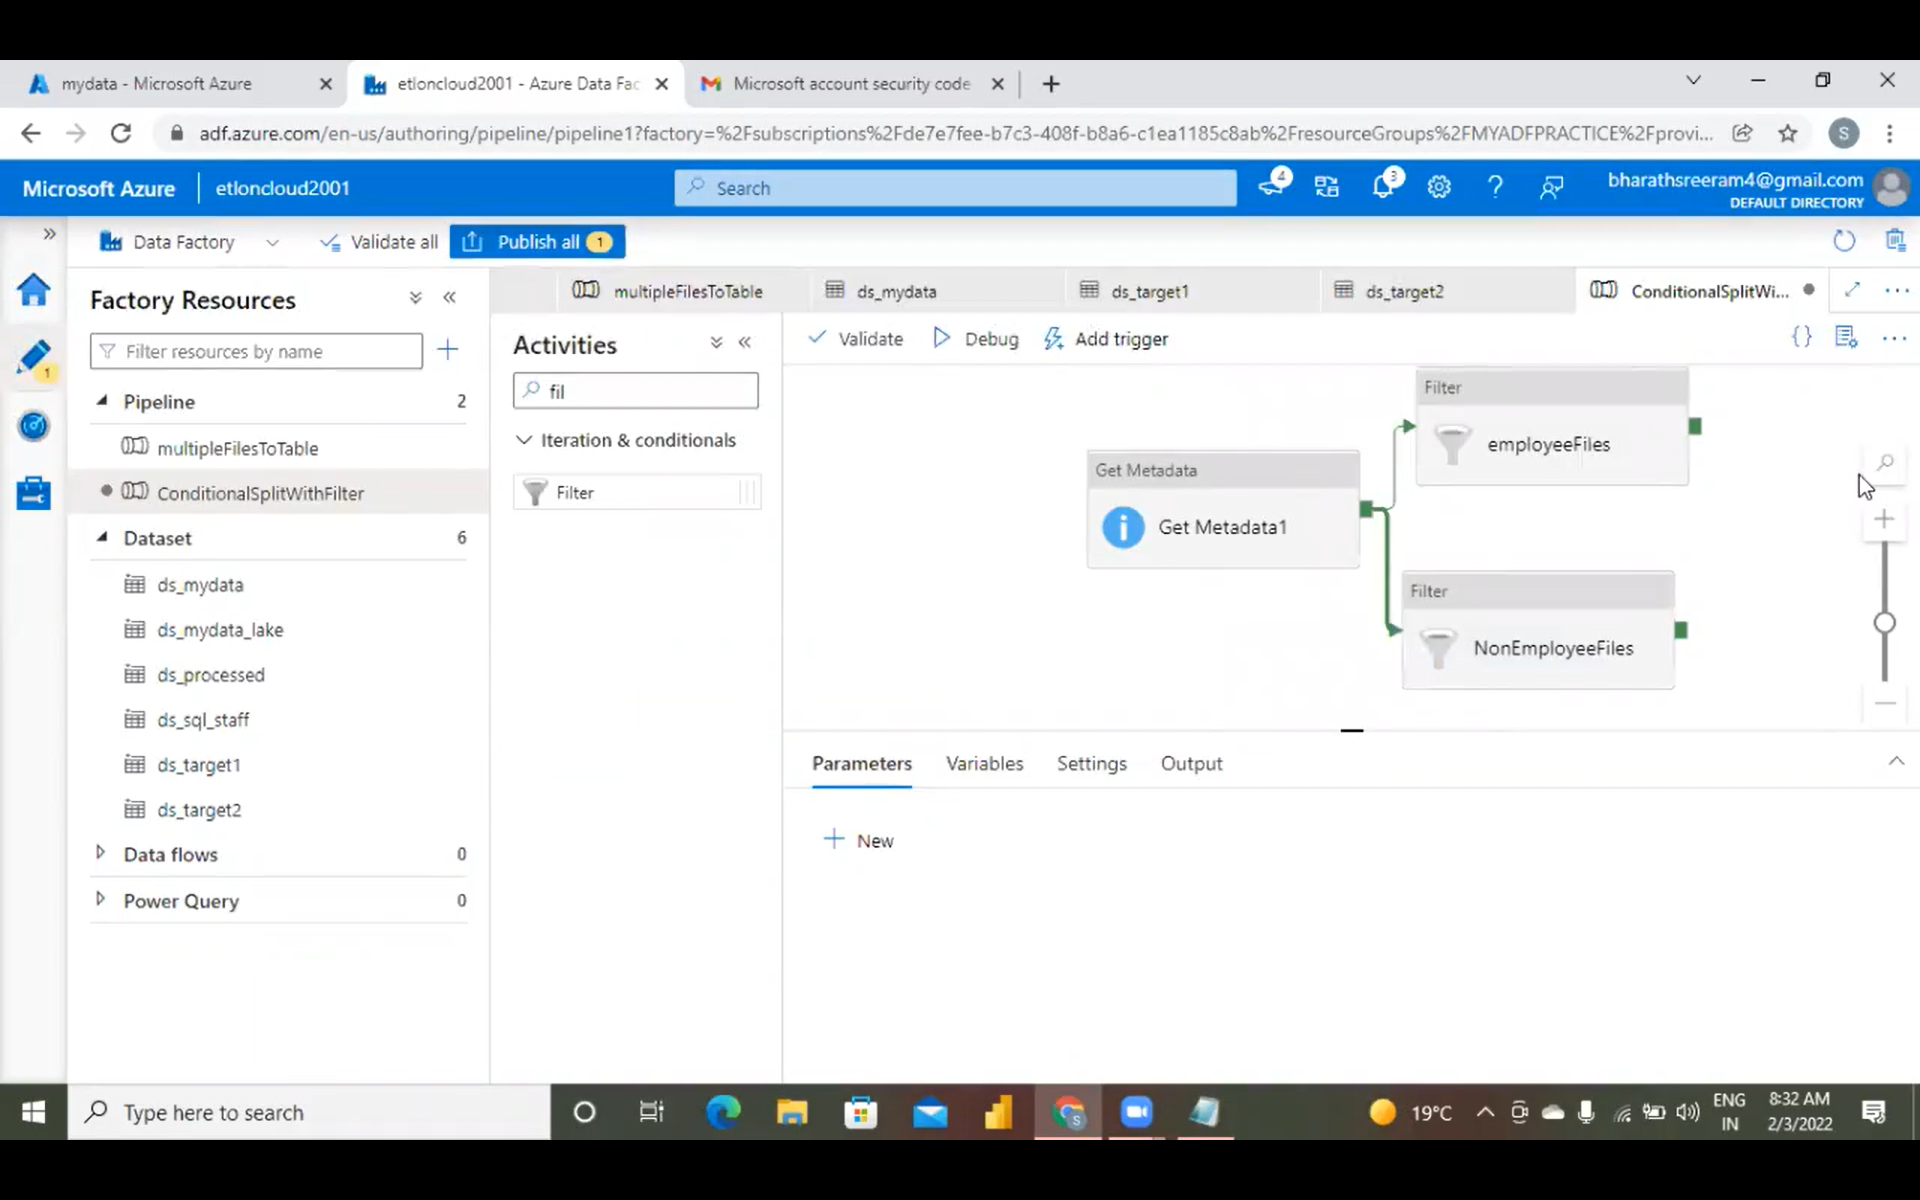 mydata - Microsoft Azure
etloncloud2001 - Azure Data Fac
Microsoft account security code
adf.azure.com/en-us/authoring/pipeline/pipeline1?factory=%2Fsubscriptions%2Fde7e7fee-b7c3-408f-b8a6-c1ea1185c8ab%2FresourceGroups%2FMYADFPRACTICE%2Fprovi...
S
Microsoft Azure
etloncloud2001
Search
4
3
bharathsreeram4@gmail.com
DEFAULT DIRECTORY
Data Factory
Validate all
Publish all 1
Factory Resources
multipleFilesToTable
ds_mydata
ds_target1
ds_target2
ConditionalSplitWi...
Filter resources by name
1
Pipeline 2
multipleFilesToTable
ConditionalSplitWithFilter
Dataset 6
ds_mydata
ds_mydata_lake
ds_processed
ds_sql_staff
ds_target1
ds_target2
Data flows 0
Power Query 0
Activities
fil
Iteration & conditionals
Filter
Validate
Debug
Add trigger
Get Metadata
Get Metadata1
Filter
employeeFiles
Filter
NonEmployeeFiles
Parameters
Variables
Settings
Output
New
Type here to search
S
19°C
ENG
IN
8:32 AM
2/3/2022